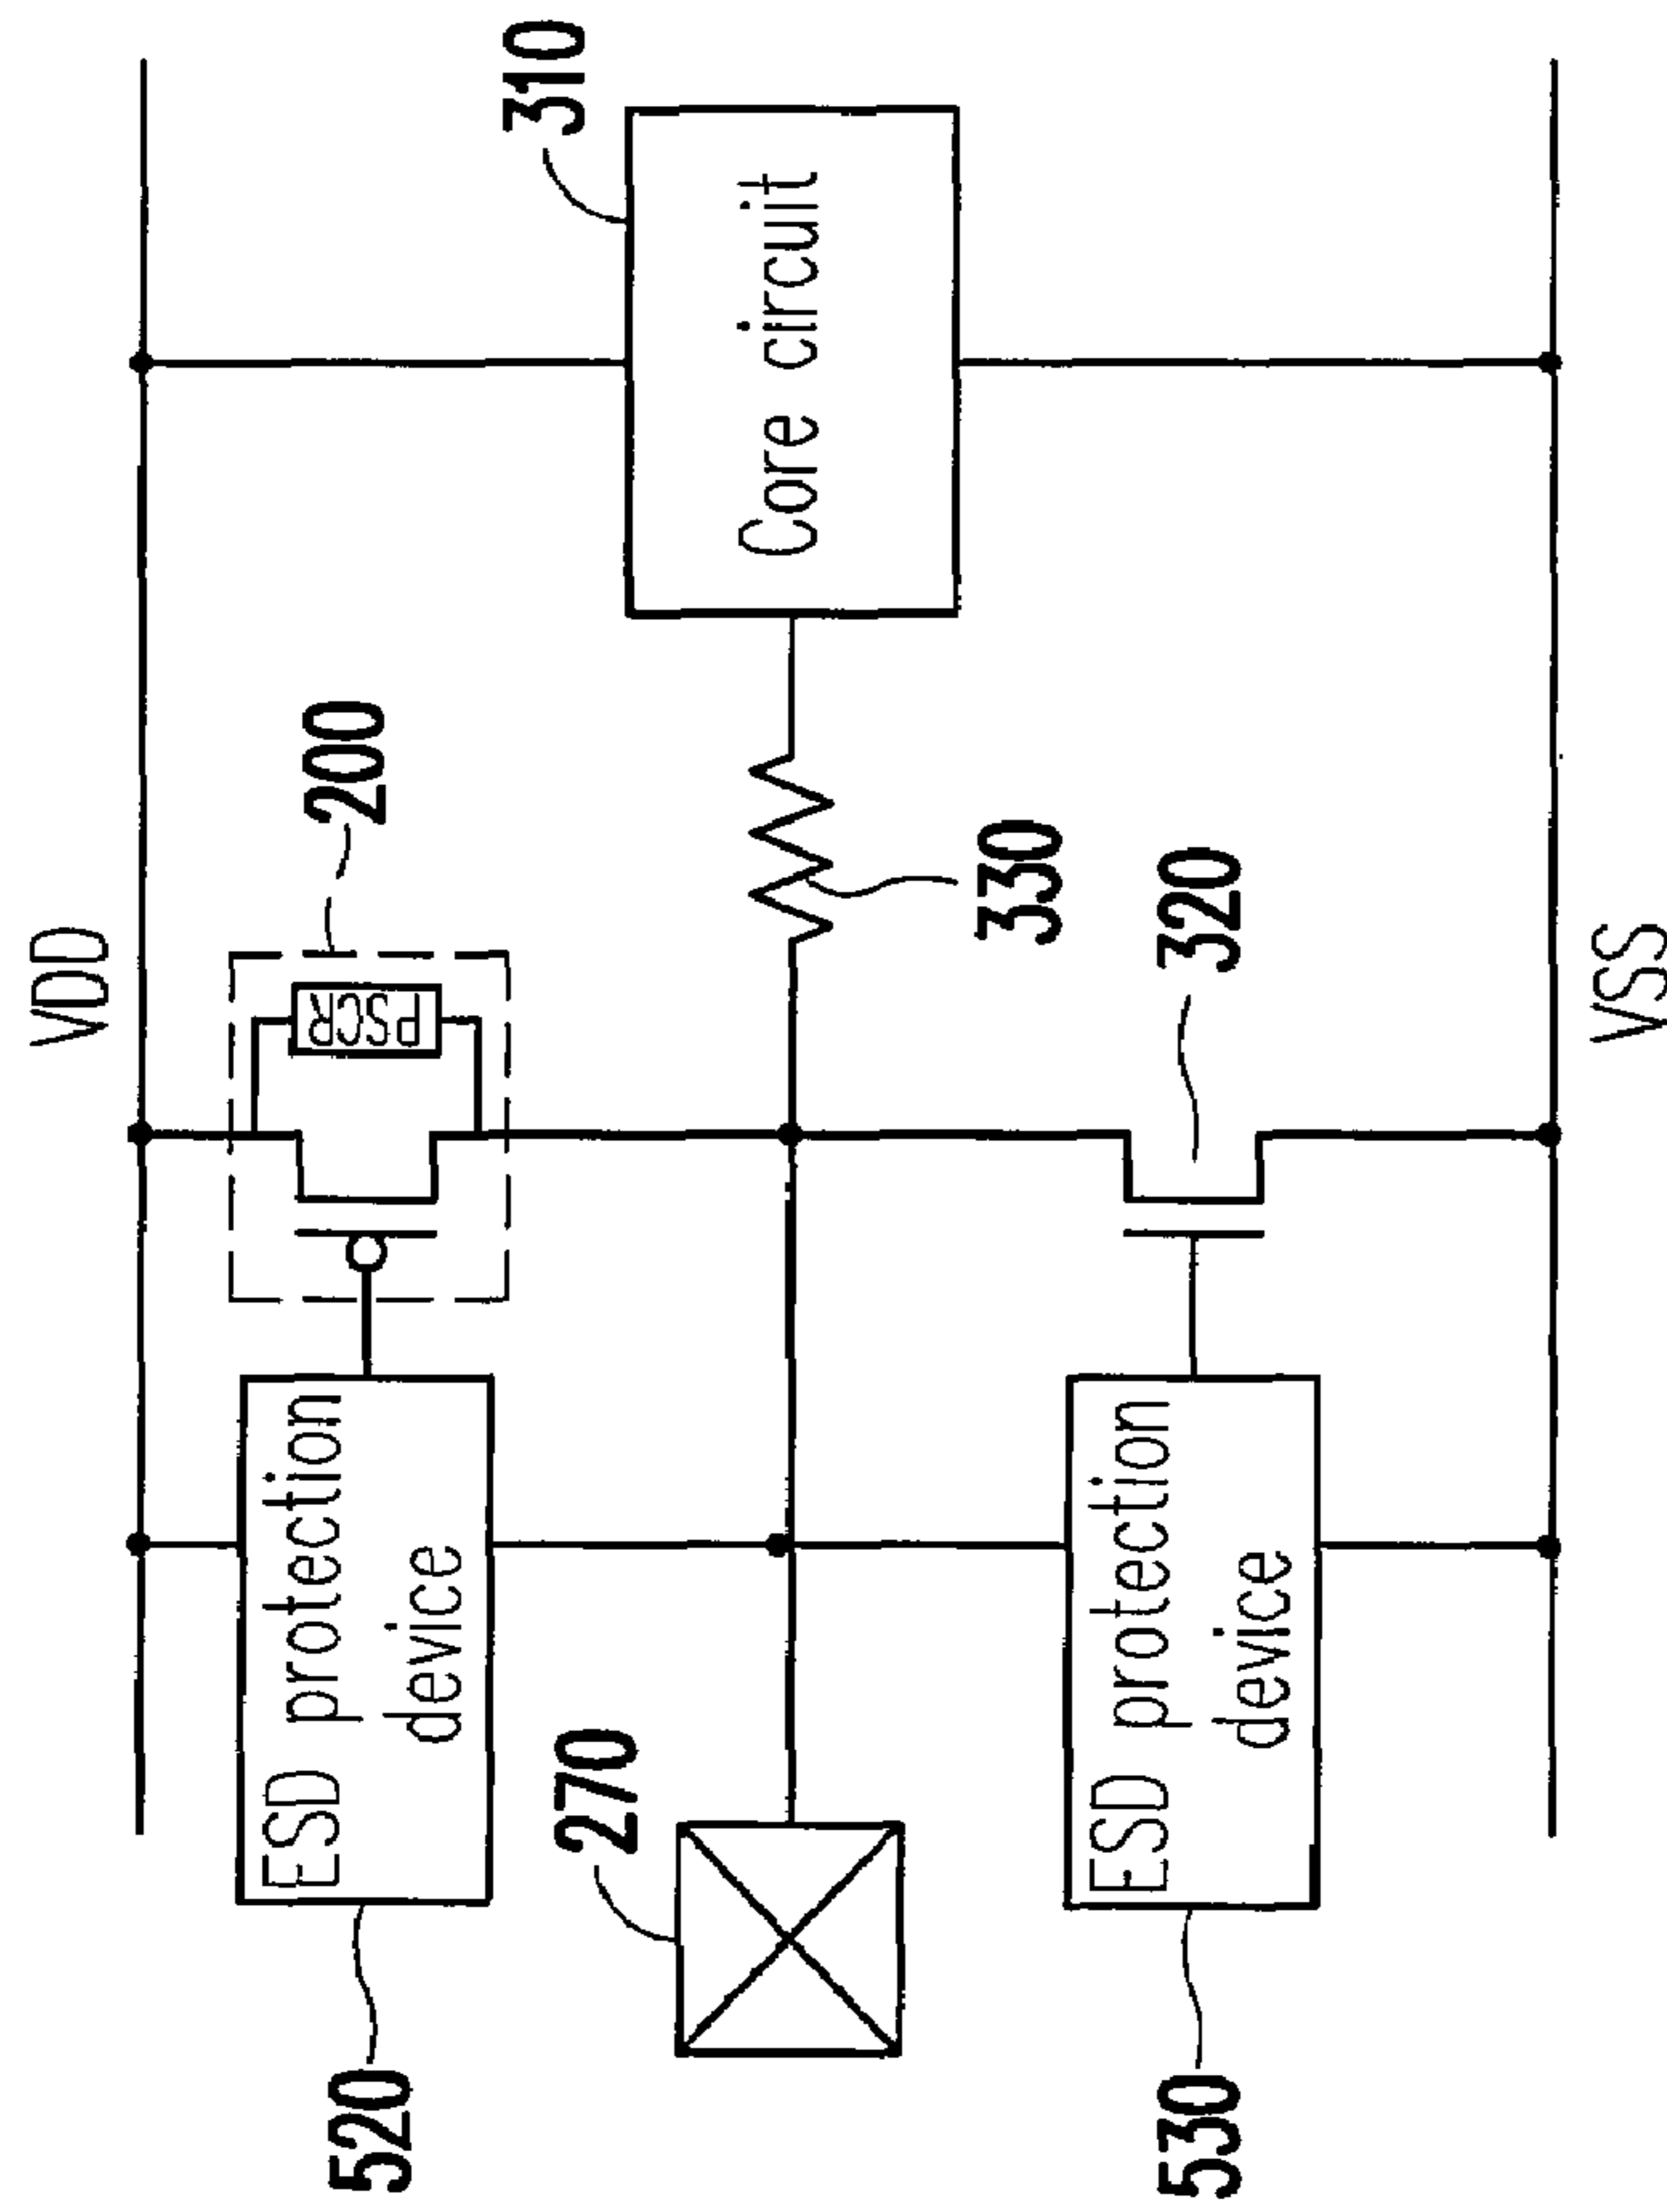 VDD
520
ESD protection
device
200
PSCR
310
Core circuit
270
330
530
ESD protection
device
320
VSS